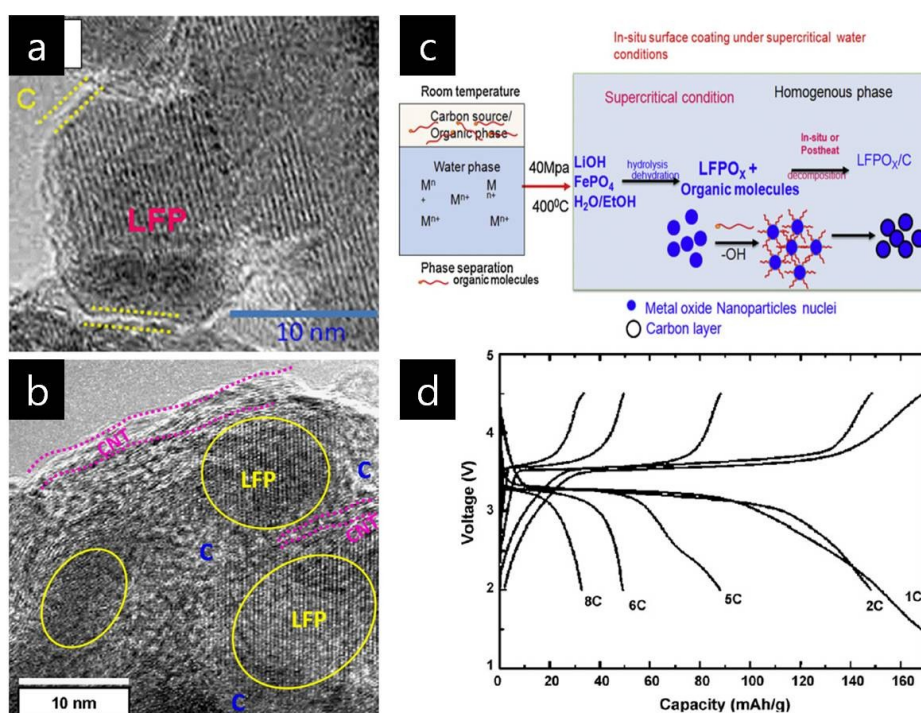 a
C
LFP
10 nm
b
CNT
LFP
C
CNT
C
LFP
C
10 nm
c
In-situ surface coating under supercritical water
conditions
Room temperature
Carbon source/
Organic phase
Water phase
Mⁿ
+
Mⁿ⁺
M
n+
Mⁿ⁺
Mⁿ⁺
Phase separation
organic molecules
40Mpa
400⁰C
Supercritical condition
Homogenous phase
LiOH
FePO₄
H₂O/EtOH
hydrolysis
dehydration
LFPOₓ +
Organic molecules
In-situ or
Postheat
decomposition
LFPOₓ/C
-OH
Metal oxide Nanoparticles nuclei
Carbon layer
d
Voltage (V)
5
4
3
2
1
8C
6C
5C
2C
1C
0 20 40 60 80 100 120 140 160
Capacity (mAh/g)